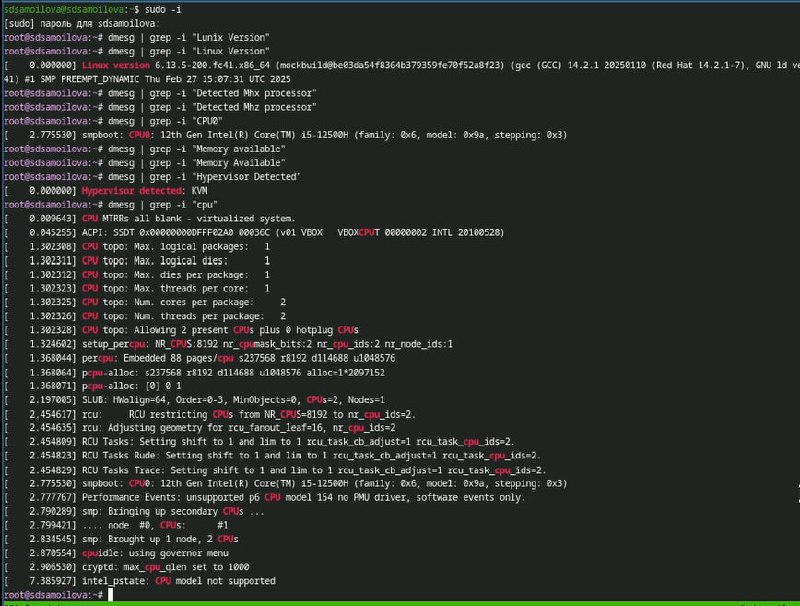 sdsamoilova@sdsamoilova:~$ sudo -i
[sudo] пароль для sdsamoilova:
root@sdsamoilova:~# dmesg | grep -i "Lunix Version"
root@sdsamoilova:~# dmesg | grep -i "Linux Version"
[    0.000000] Linux version 6.13.5-200.fc41.x86_64 (mockbuild@be03da54f8364b379359fe70f52a8f23) (gcc (GCC) 14.2.1 20250110 (Red Hat 14.2.1-7), GNU ld ve
41) #1 SMP PREEMPT_DYNAMIC Thu Feb 27 15:07:31 UTC 2025
root@sdsamoilova:~# dmesg | grep -i "Detected Mhx processor"
root@sdsamoilova:~# dmesg | grep -i "Detected Mhz processor"
root@sdsamoilova:~# dmesg | grep -i "CPU0"
[    2.775530] smpboot: CPU0: 12th Gen Intel(R) Core(TM) i5-12500H (family: 0x6, model: 0x9a, stepping: 0x3)
root@sdsamoilova:~# dmesg | grep -i "Memory available"
root@sdsamoilova:~# dmesg | grep -i "Memory Available"
root@sdsamoilova:~# dmesg | grep -i "Hypervisor Detected"
[    0.000000] Hypervisor detected: KVM
root@sdsamoilova:~# dmesg | grep -i "cpu"
[    0.009643] CPU MTRRs all blank - virtualized system.
[    0.045255] ACPI: SSDT 0x00000000DFFF02A0 00036C (v01 VBOX   VBOXCPUT 00000002 INTL 20100528)
[    1.302308] CPU topo: Max. logical packages:   1
[    1.302311] CPU topo: Max. logical dies:       1
[    1.302312] CPU topo: Max. dies per package:   1
[    1.302323] CPU topo: Max. threads per core:   1
[    1.302325] CPU topo: Num. cores per package:     2
[    1.302326] CPU topo: Num. threads per package:   2
[    1.302328] CPU topo: Allowing 2 present CPUs plus 0 hotplug CPUs
[    1.324602] setup_percpu: NR_CPUS:8192 nr_cpumask_bits:2 nr_cpu_ids:2 nr_node_ids:1
[    1.368044] percpu: Embedded 88 pages/cpu s237568 r8192 d114688 u1048576
[    1.368064] pcpu-alloc: s237568 r8192 d114688 u1048576 alloc=1*2097152
[    1.368071] pcpu-alloc: [0] 0 1
[    2.197005] SLUB: HWalign=64, Order=0-3, MinObjects=0, CPUs=2, Nodes=1
[    2.454617] rcu:     RCU restricting CPUs from NR_CPUS=8192 to nr_cpu_ids=2.
[    2.454635] rcu: Adjusting geometry for rcu_fanout_leaf=16, nr_cpu_ids=2
[    2.454809] RCU Tasks: Setting shift to 1 and lim to 1 rcu_task_cb_adjust=1 rcu_task_cpu_ids=2.
[    2.454823] RCU Tasks Rude: Setting shift to 1 and lim to 1 rcu_task_cb_adjust=1 rcu_task_cpu_ids=2.
[    2.454829] RCU Tasks Trace: Setting shift to 1 and lim to 1 rcu_task_cb_adjust=1 rcu_task_cpu_ids=2.
[    2.775530] smpboot: CPU0: 12th Gen Intel(R) Core(TM) i5-12500H (family: 0x6, model: 0x9a, stepping: 0x3)
[    2.777767] Performance Events: unsupported p6 CPU model 154 no PMU driver, software events only.
[    2.790289] smp: Bringing up secondary CPUs ...
[    2.799421] .... node  #0, CPUs:      #1
[    2.834545] smp: Brought up 1 node, 2 CPUs
[    2.870554] cpuidle: using governor menu
[    2.906530] cryptd: max_cpu_qlen set to 1000
[    7.385927] intel_pstate: CPU model not supported
root@sdsamoilova:~#